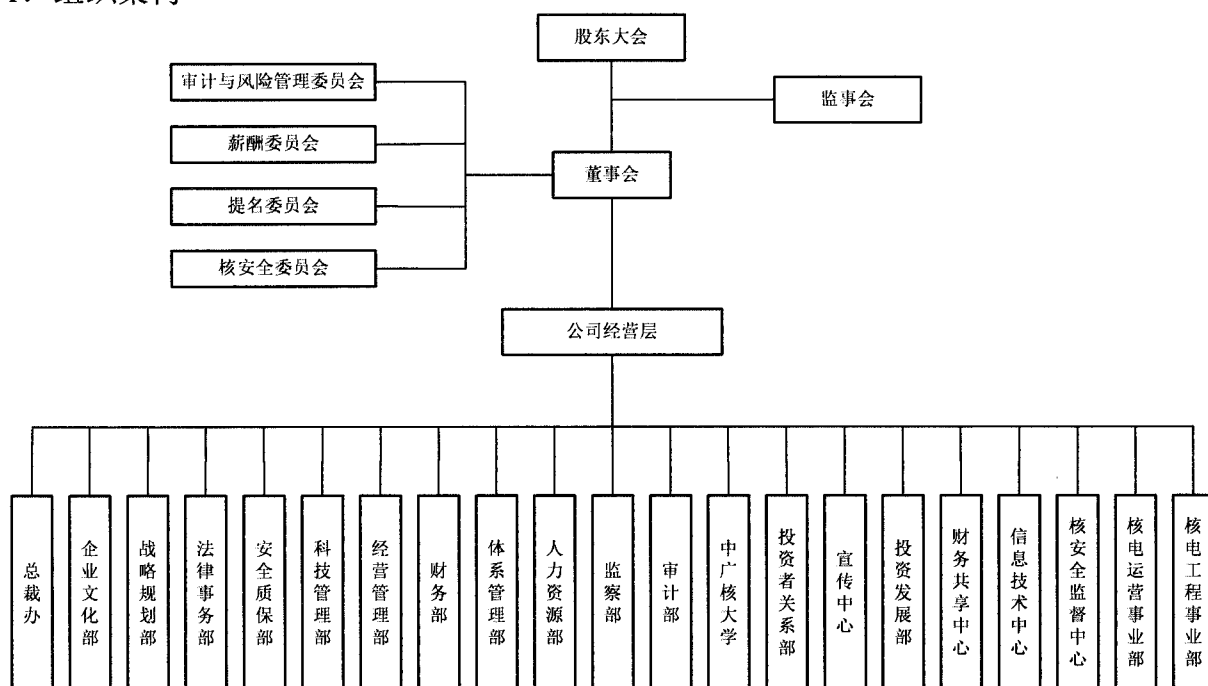 股东大会
审计与风险管理委员会
监事会
薪酬委员会
董事会
提名委员会
核安全委员会
公司经营层
总裁办
企业文化部
战略规划部
法律事务部
安全质保部
科技管理部
经营管理部
财务部
体系管理部
人力资源部
监察部
审计部
中广核大学
投资者关系部
宣传中心
投资发展部
财务共享中心
信息技术中心
核安全监督中心
核电运营事业部
核电工程事业部